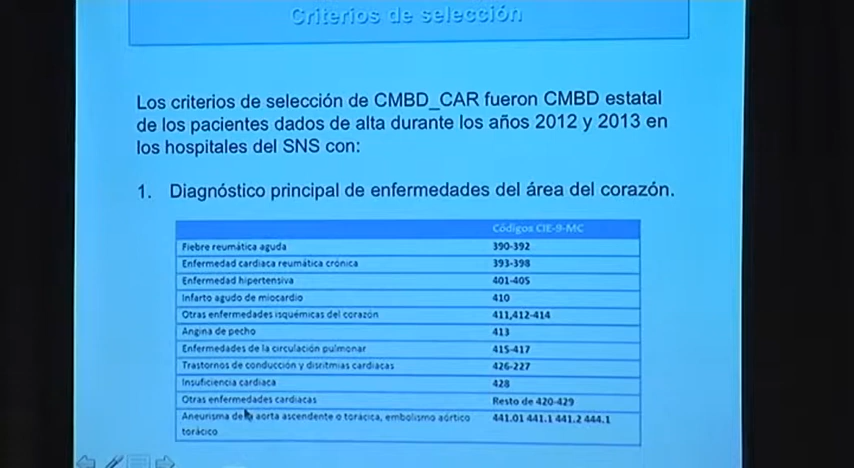 Criterios de selección
Los criterios de selección de CMBD_CAR fueron CMBD estatal
de los pacientes dados de alta durante los años 2012 y 2013 en
los hospitales del SNS con:
1. Diagnóstico principal de enfermedades del área del corazón.
Códigos CIE-9-MC
Fiebre reumática aguda 390-392
Enfermedad cardiaca reumática crónica 393-398
Enfermedad hipertensiva 401-405
Infarto agudo de miocardio 410
Otras enfermedades isquémicas del corazón 411,412-414
Angina de pecho 413
Enfermedades de la circulación pulmonar 415-417
Trastornos de conducción y disritmias cardiacas 426-227
Insuficiencia cardiaca 428
Otras enfermedades cardiacas Resto de 420-429
Aneurisma de la aorta ascendente o torácica, embolismo aórtico 441.01 441.1 441.2 444.1
torácico